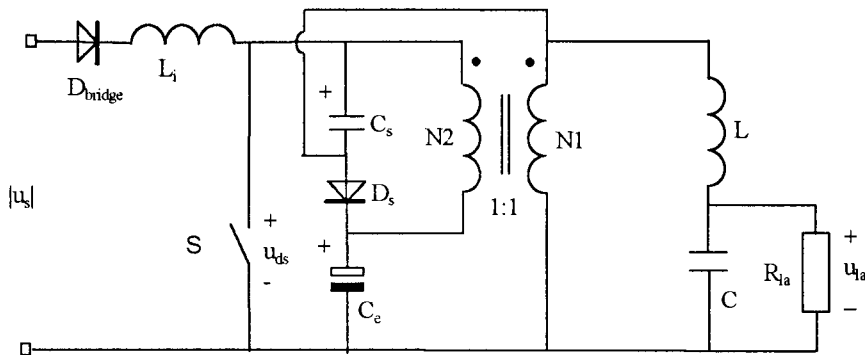 D_bridge
L_i
+
C_s
N2
N1
L
D_s
1:1
|u_s|
S
+
u_ds
-
+
C_e
C
R_la
+
u_la
-